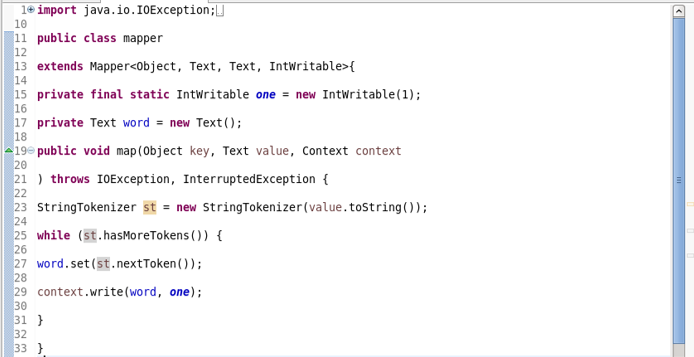 1 import java.io.IOException;
10
11 public class mapper
12
13 extends Mapper<Object, Text, Text, IntWritable>{
14
15 private final static IntWritable one = new IntWritable(1);
16
17 private Text word = new Text();
18
19 public void map(Object key, Text value, Context context
20
21 ) throws IOException, InterruptedException {
22
23 StringTokenizer st = new StringTokenizer(value.toString());
24
25 while (st.hasMoreTokens()) {
26
27 word.set(st.nextToken());
28
29 context.write(word, one);
30
31 }
32
33 }